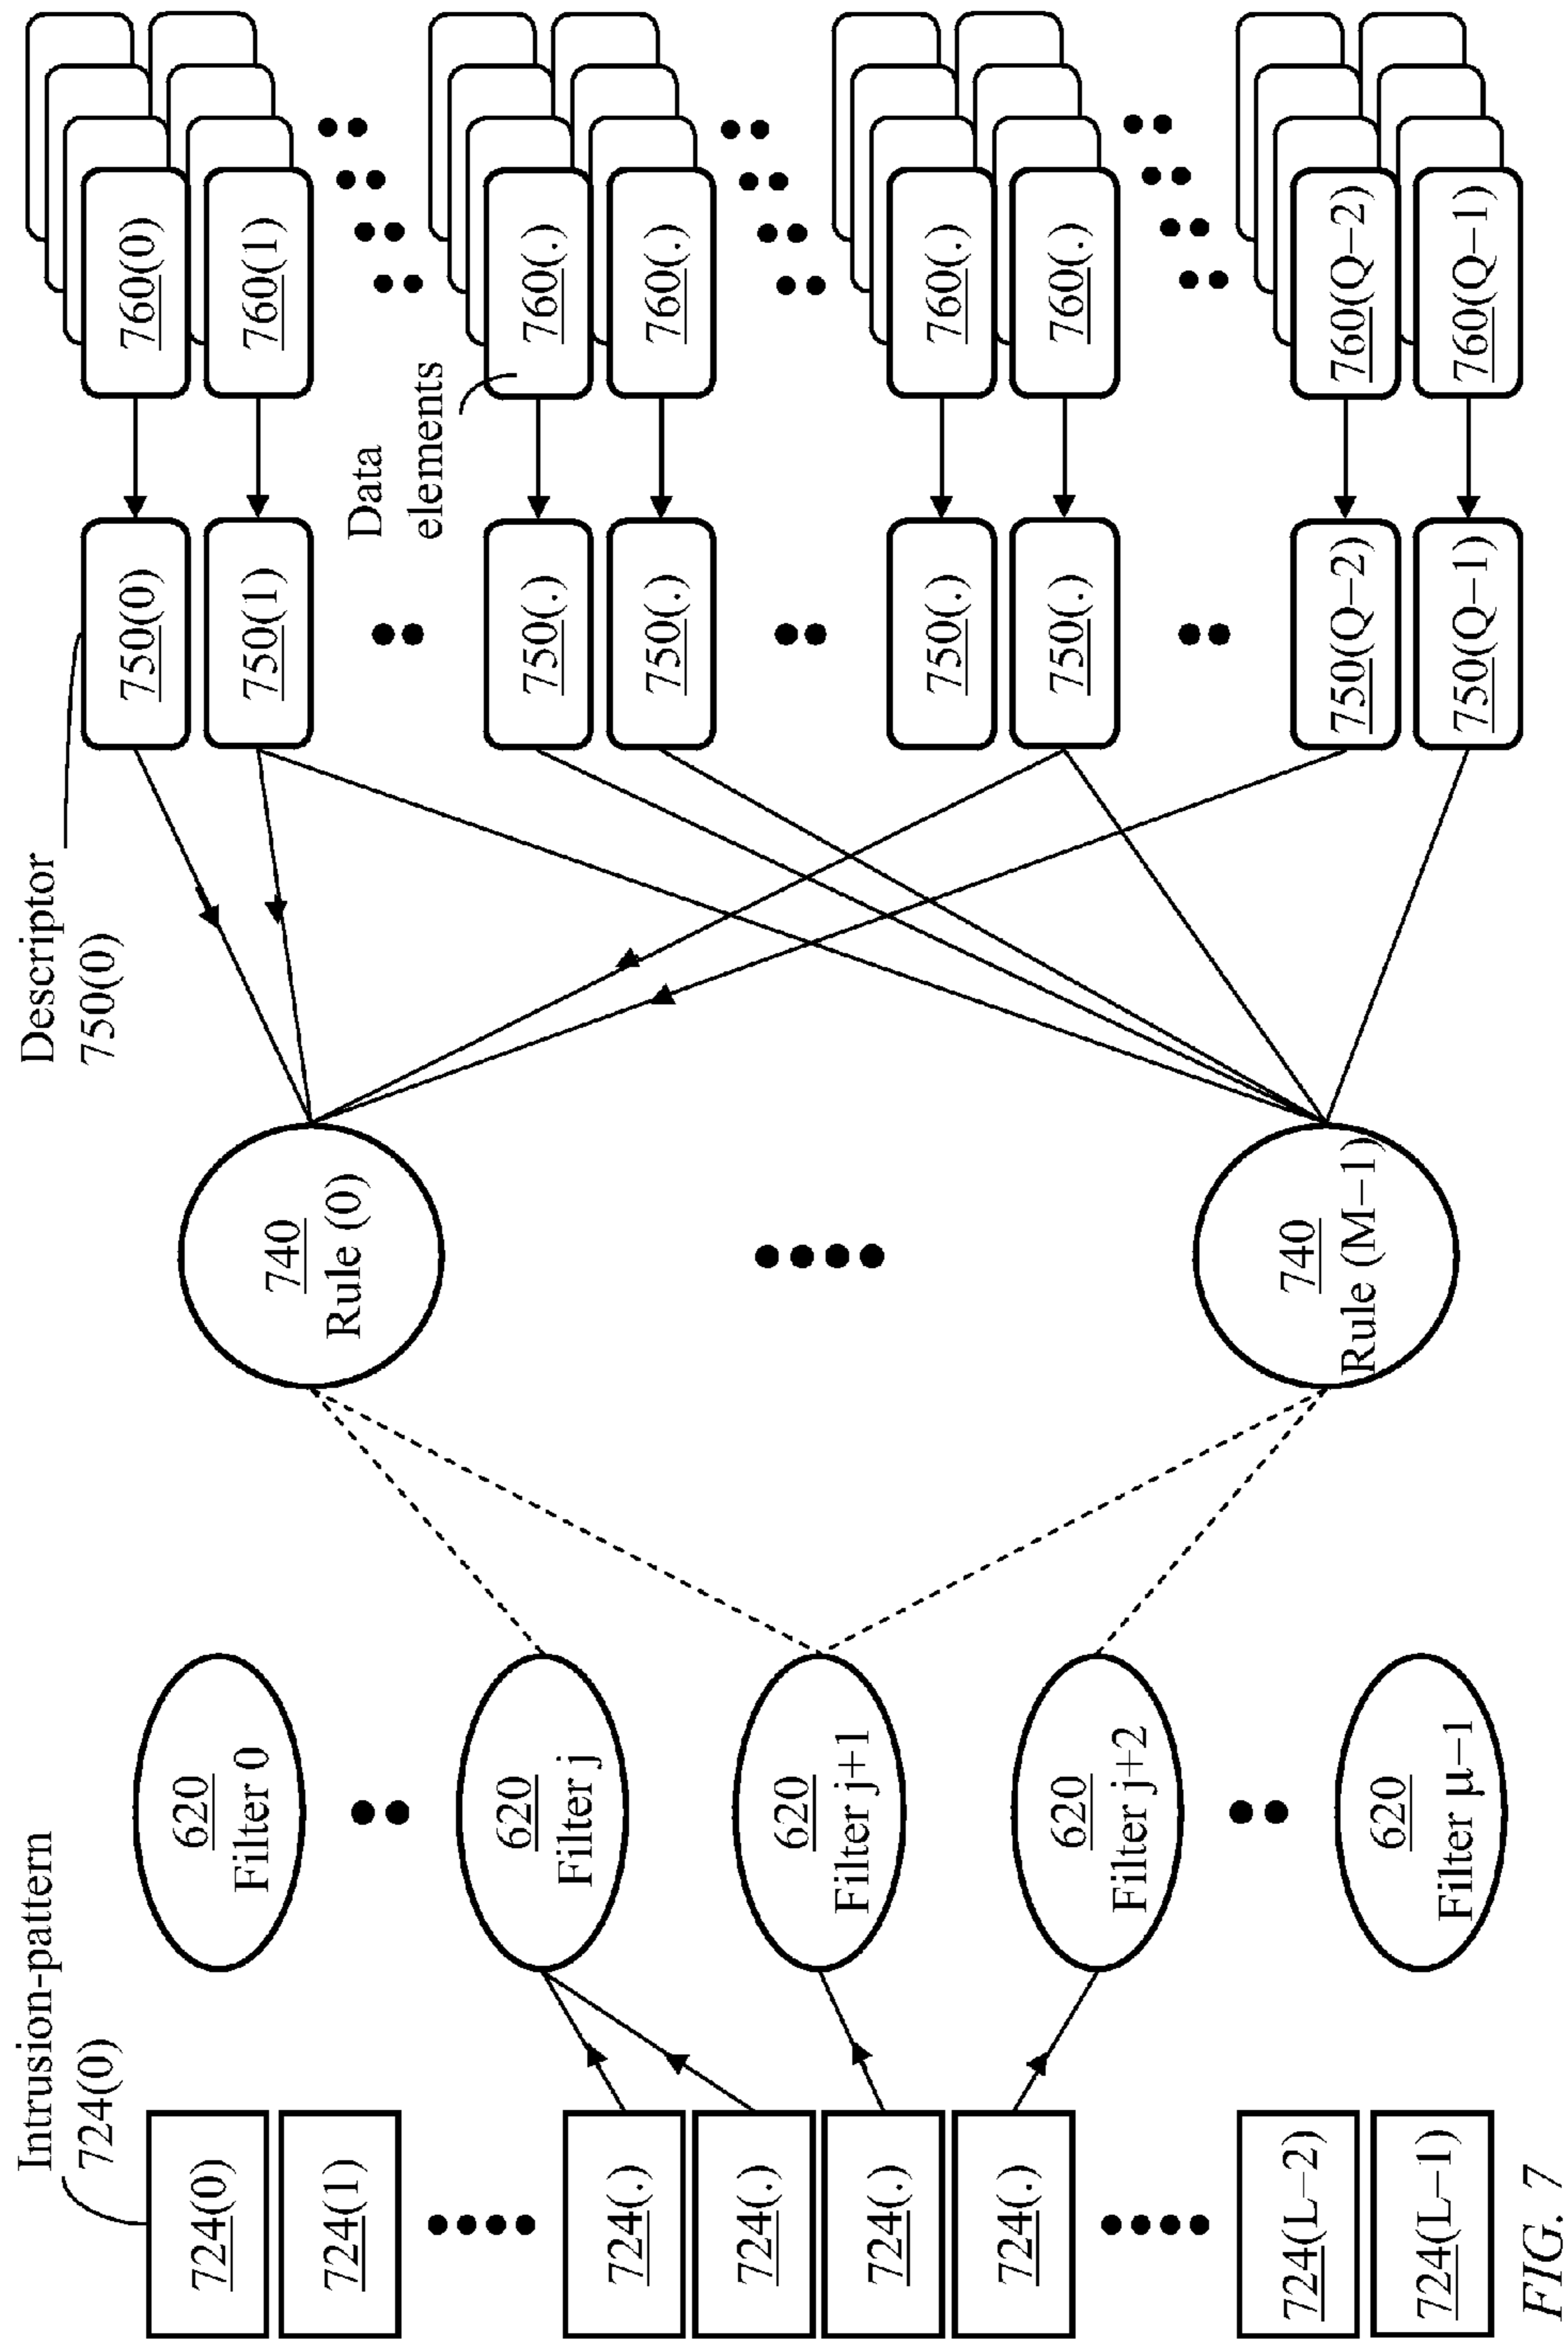 Intrusion-pattern
724(0)
724(0)
724(1)
724(.)
724(.)
724(.)
724(.)
724(L−2)
724(L−1)
620
Filter 0
620
Filter j
620
Filter j+1
620
Filter j+2
620
Filter μ−1
740
Rule (0)
740
Rule (M−1)
Descriptor
750(0)
750(0)
750(1)
750(.)
750(.)
750(.)
750(.)
750(Q−2)
750(Q−1)
Data
elements
760(0)
760(1)
760(.)
760(.)
760(.)
760(.)
760(Q−2)
760(Q−1)
FIG. 7